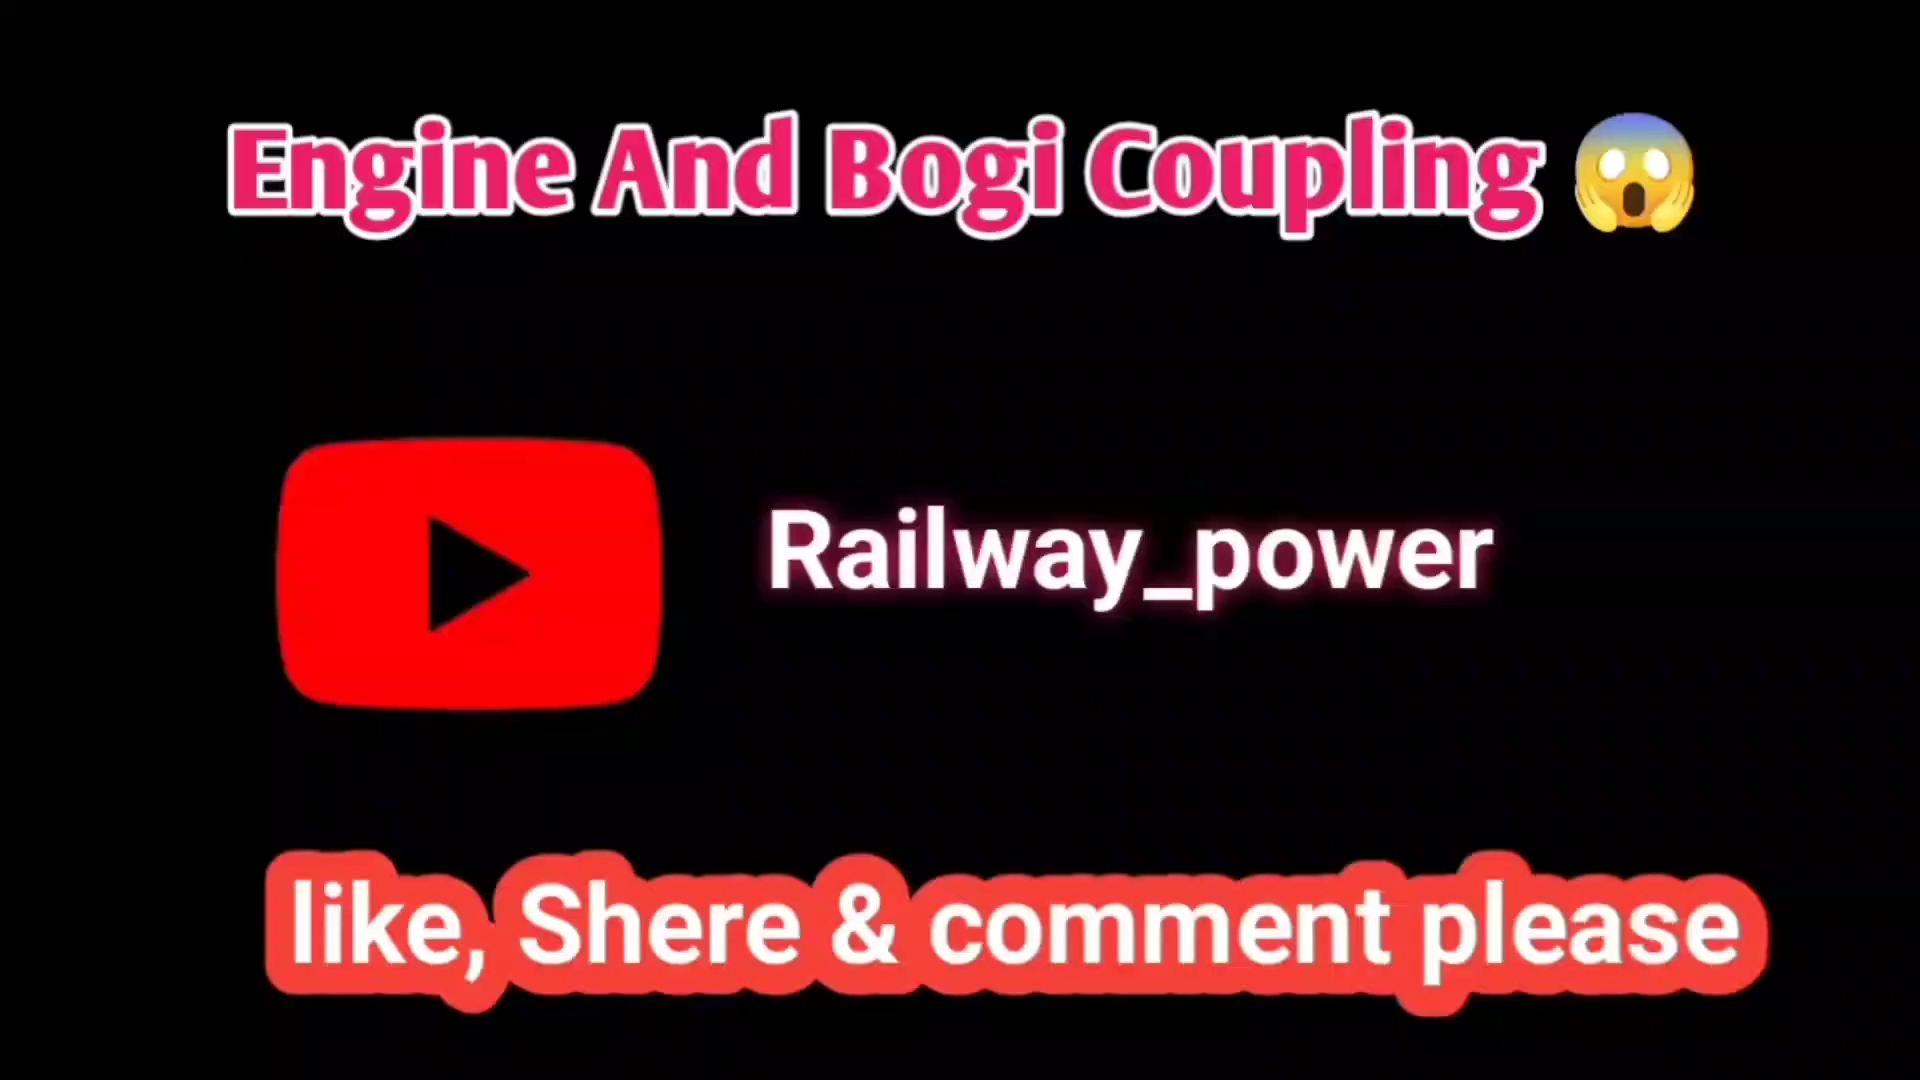 Engine And Bogi Coupling 😱
Railway_power
like, Shere & comment please